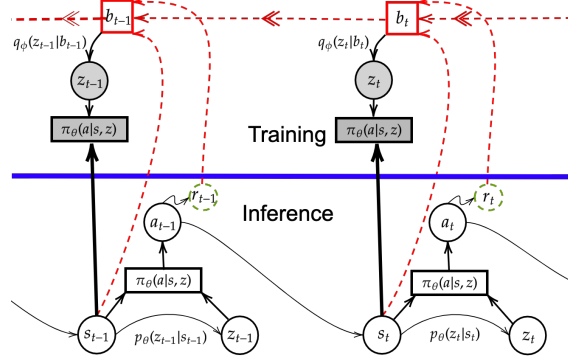 b_{t−1}
b_t
q_ϕ(z_{t−1}|b_{t−1})
q_ϕ(z_t|b_t)
z_{t−1}
z_t
π_θ(a|s, z)
Training
π_θ(a|s, z)
r_{t−1}
r_t
a_{t−1}
Inference
a_t
π_θ(a|s, z)
π_θ(a|s, z)
s_{t−1}
p_θ(z_{t−1}|s_{t−1})
z_{t−1}
s_t
p_θ(z_t|s_t)
z_t